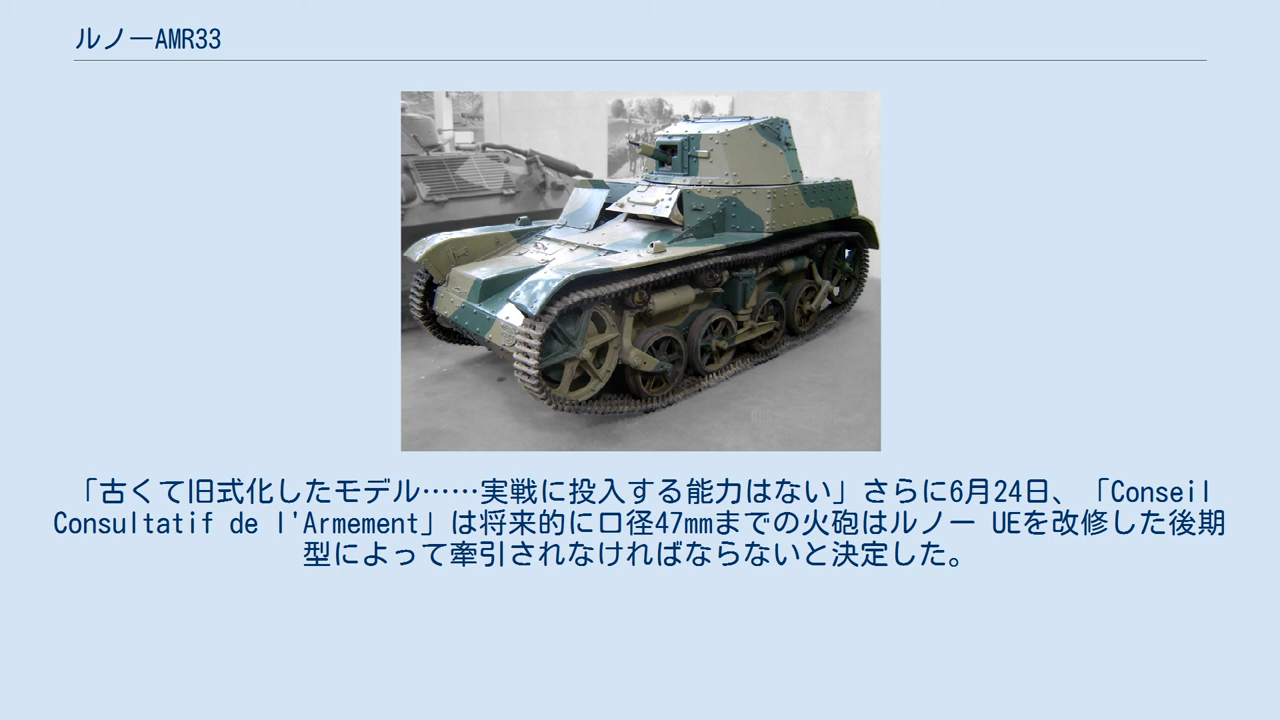 ルノーAMR33
「古くて旧式化したモデル……実戦に投入する能力はない」さらに6月24日、「Conseil
Consultatif de l'Armement」は将来的に口径47mmまでの火砲はルノー UEを改修した後期
型によって牽引されなければならないと決定した。